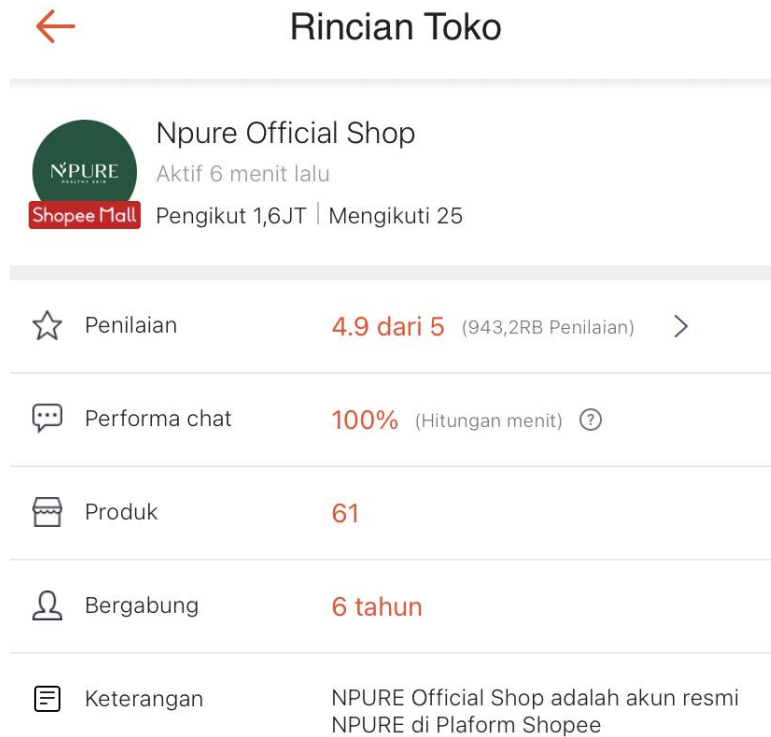 Rincian Toko
Npure Official Shop
Aktif 6 menit lalu
NPURE
HEALTHY SKIN
Shopee Mall
Pengikut 1,6JT | Mengikuti 25
Penilaian 4.9 dari 5 (943,2RB Penilaian)
Performa chat 100% (Hitungan menit) ?
Produk 61
Bergabung 6 tahun
Keterangan NPURE Official Shop adalah akun resmi
NPURE di Plaform Shopee